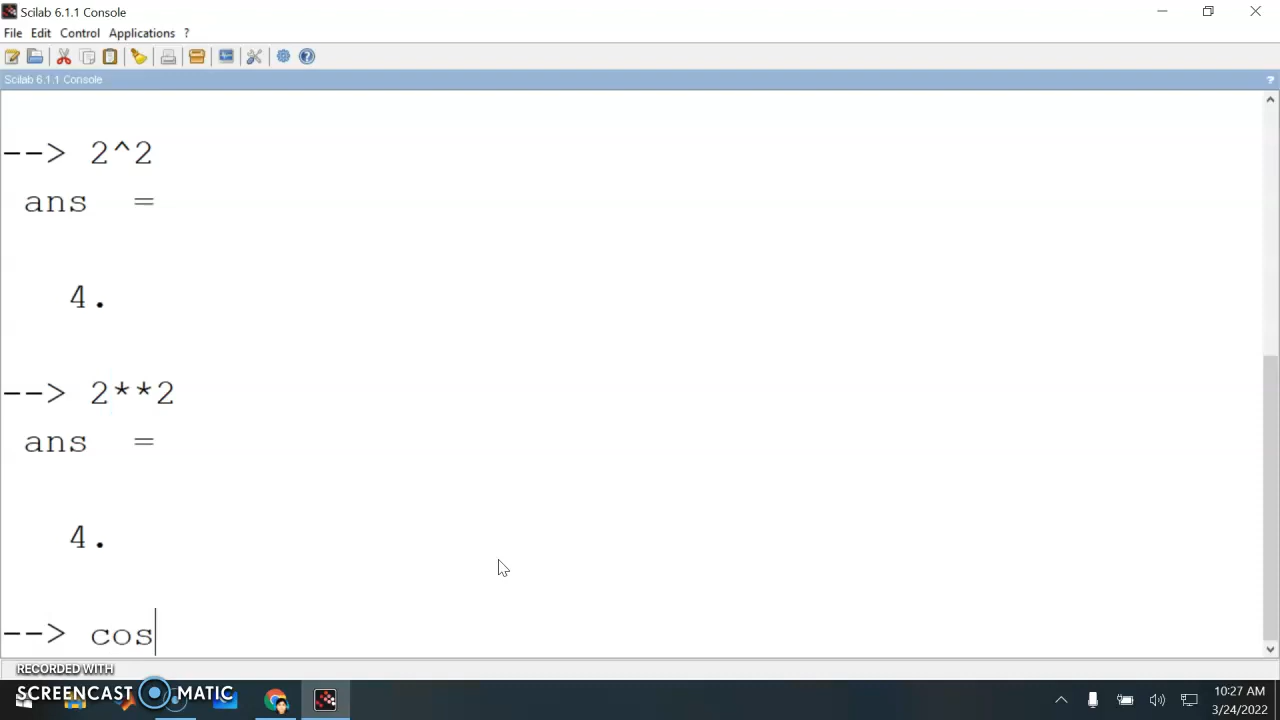 Scilab 6.1.1 Console
File Edit Control Applications ?
Scilab 6.1.1 Console
--> 2^2
ans =
4.
--> 2**2
ans =
4.
--> cos
RECORDED WITH
SCREENCAST MATIC
10:27 AM
3/24/2022